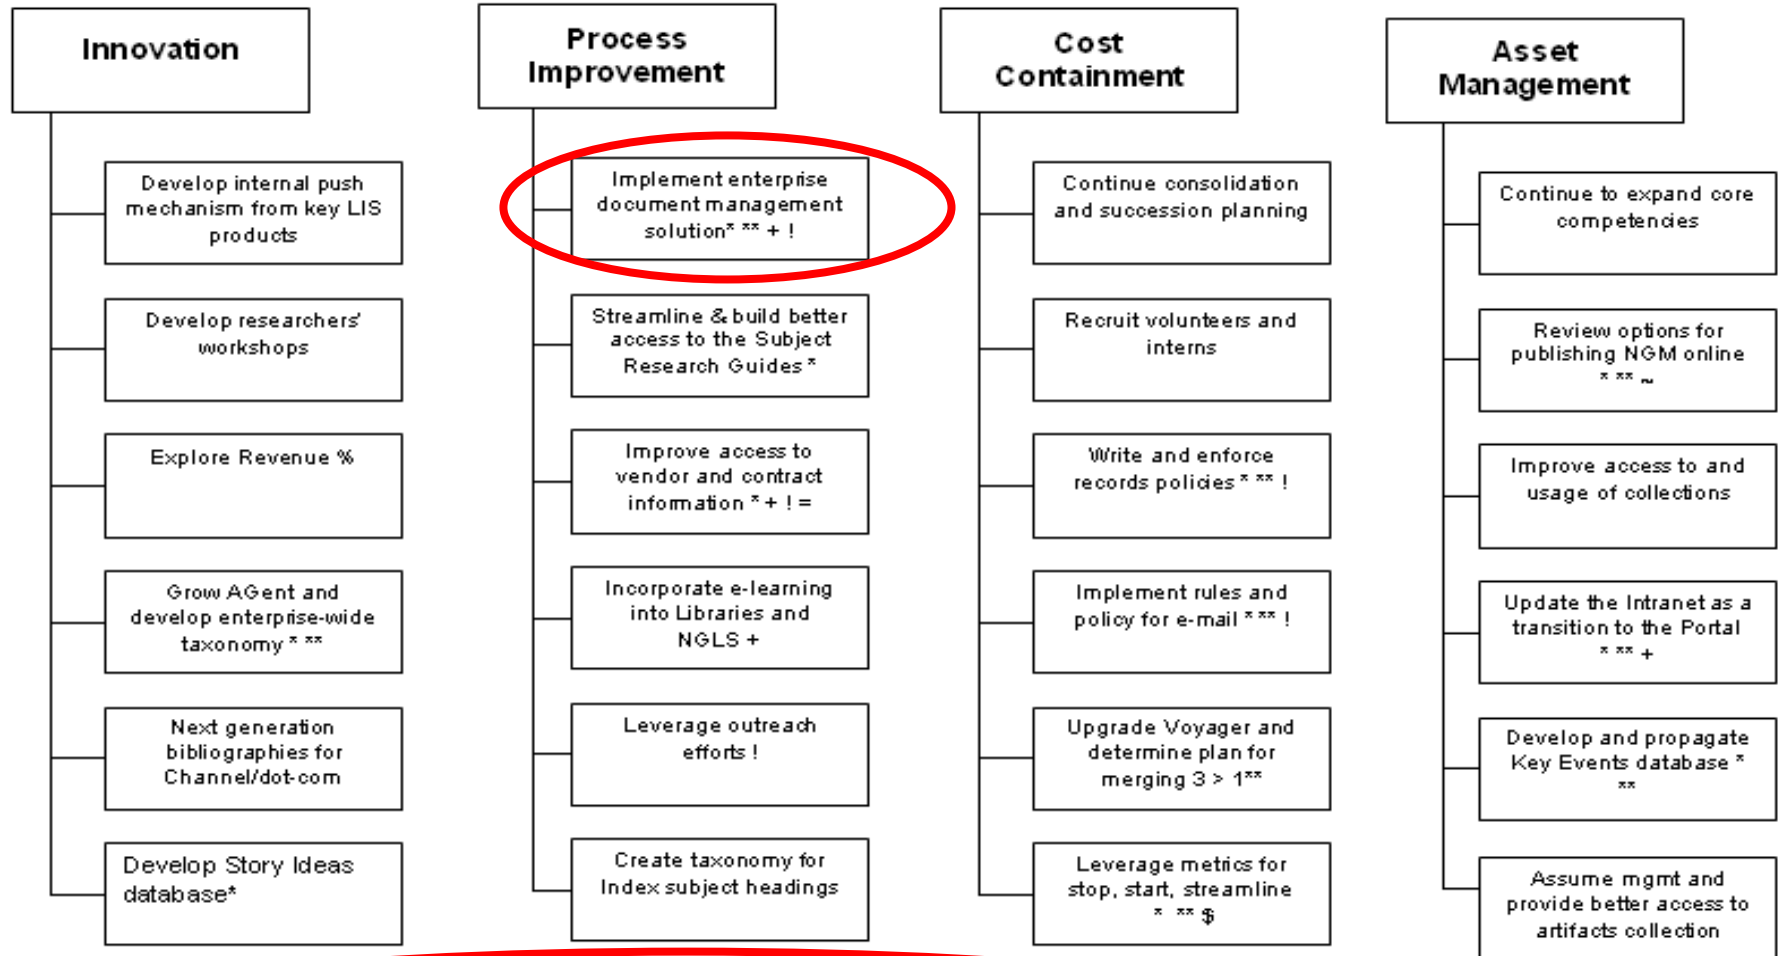 Innovation
Develop internal push
mechanism from key LIS
products
Develop researchers'
workshops
Explore Revenue %
Grow AGent and
develop enterprise-wide
taxonomy * **
Next generation
bibliographies for
Channel/dot-com
Develop Story Ideas
database*
Process
Improvement
Implement enterprise
document management
solution* ** + !
Streamline & build better
access to the Subject
Research Guides *
Improve access to
vendor and contract
information * + ! =
Incorporate e-learning
into Libraries and
NGLS +
Leverage outreach
efforts !
Create taxonomy for
Index subject headings
Cost
Containment
Continue consolidation
and succession planning
Recruit volunteers and
interns
Write and enforce
records policies * ** !
Implement rules and
policy for e-mail * ** !
Upgrade Voyager and
determine plan for
merging 3 > 1**
Leverage metrics for
stop, start, streamline
* ** $
Asset
Management
Continue to expand core
competencies
Review options for
publishing NGM online
* ** ~
Improve access to and
usage of collections
Update the Intranet as a
transition to the Portal
* ** +
Develop and propagate
Key Events database *
**
Assume mgmt and
provide better access to
artifacts collection